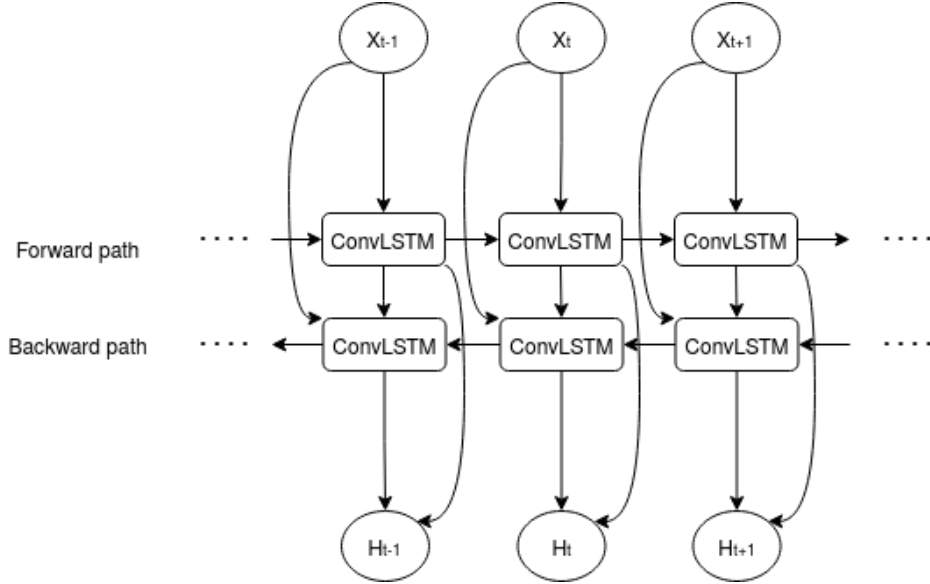 Xt-1 Xt Xt+1
Forward path .... ConvLSTM ConvLSTM ConvLSTM ....
Backward path .... ConvLSTM ConvLSTM ConvLSTM ....
Ht-1 Ht Ht+1